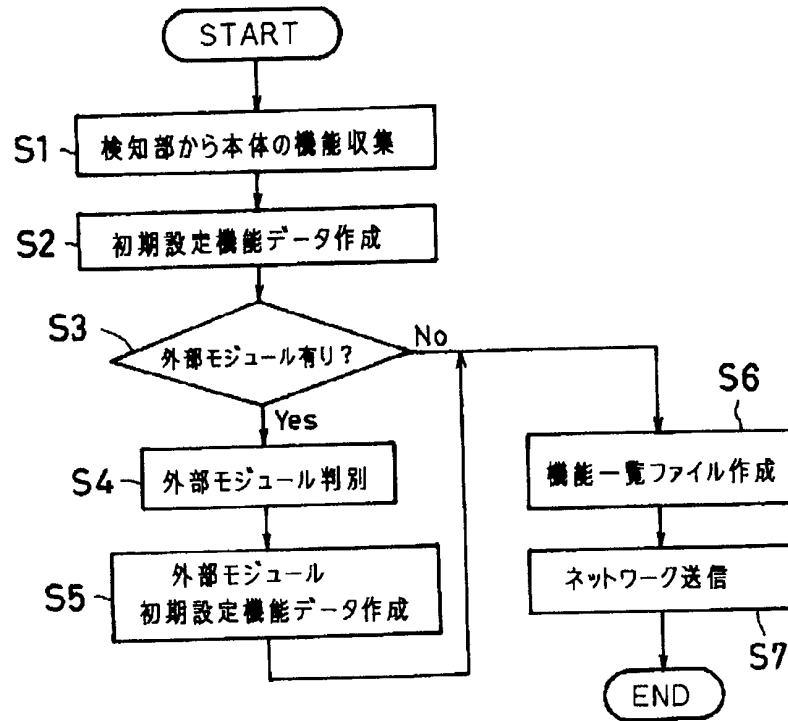 START
S1
検知部から本体の機能収集
S2
初期設定機能データ作成
S3
外部モジュール有り?
No
Yes
S4
外部モジュール判別
S5
外部モジュール
初期設定機能データ作成
S6
機能一覧ファイル作成
ネットワーク送信
S7
END